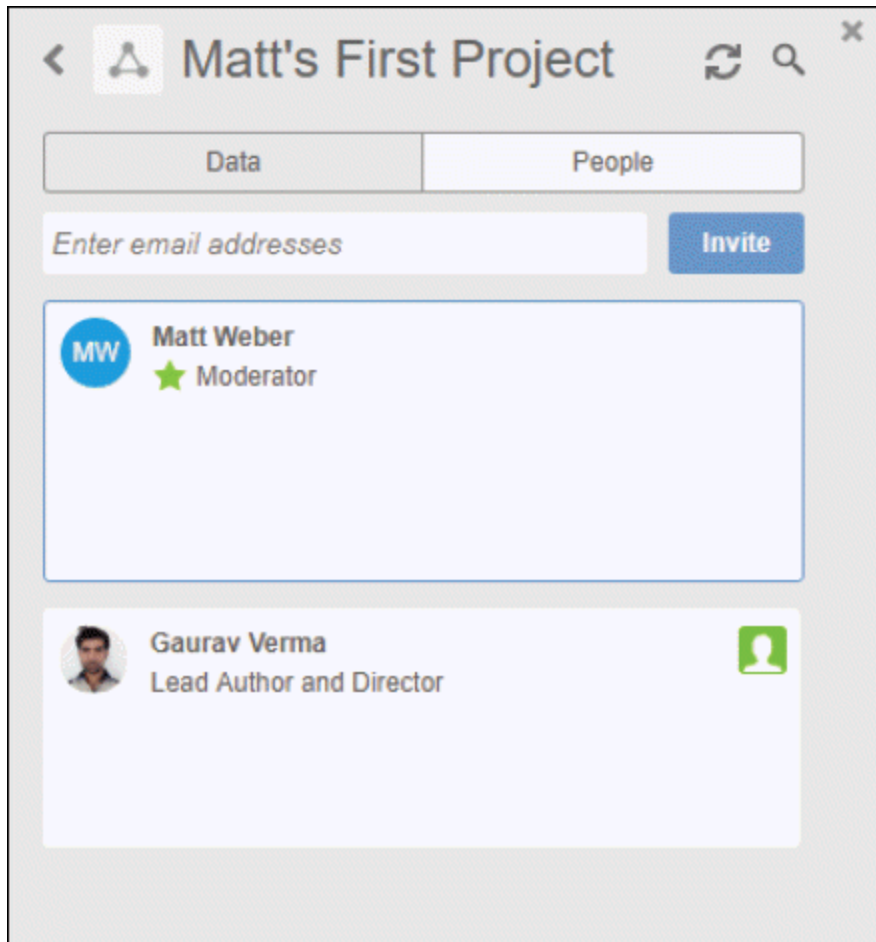 Matt's First Project
Data People
Enter email addresses Invite
MW Matt Weber
Moderator
Gaurav Verma
Lead Author and Director